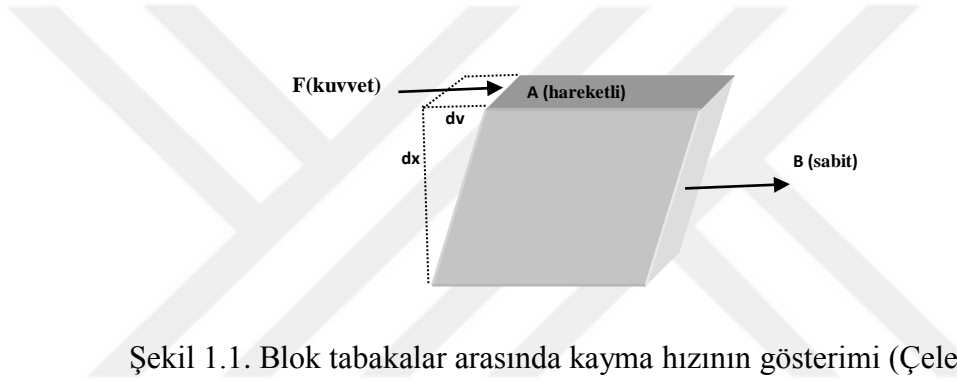 F(kuvvet)
A (hareketli)
dv
dx
B (sabit)
Şekil 1.1. Blok tabakalar arasında kayma hızının gösterimi (Çele